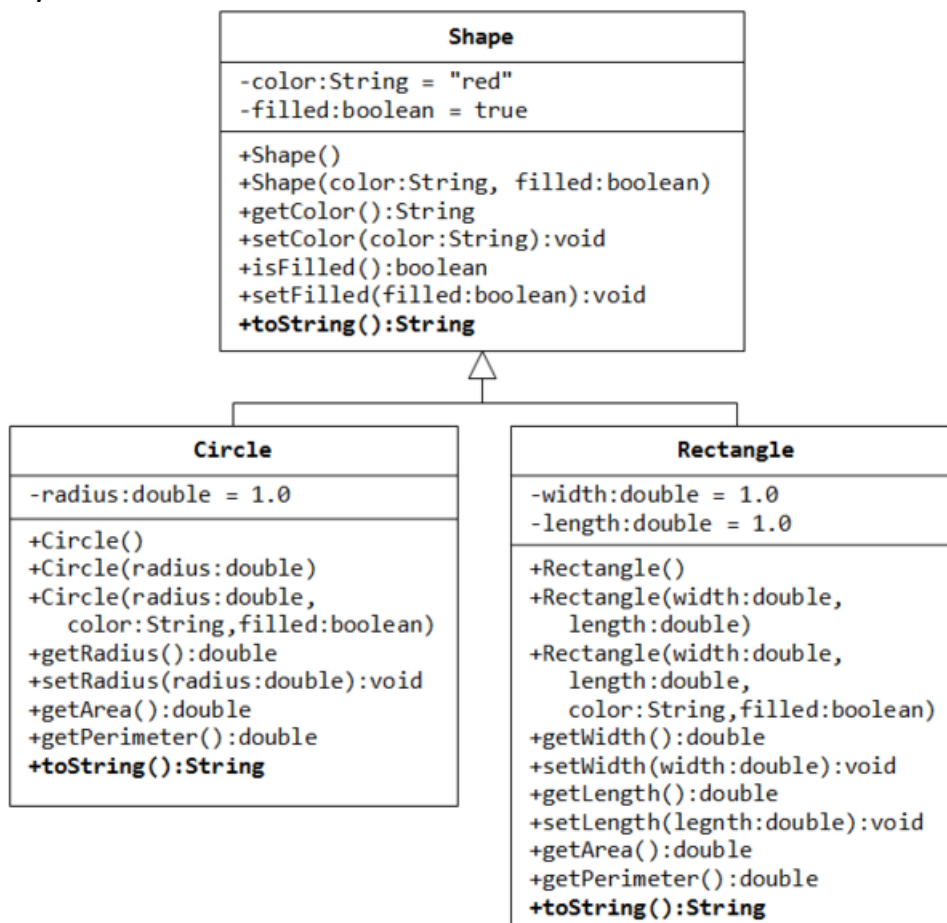 Shape
-color:String = "red"
-filled:boolean = true
+Shape()
+Shape(color:String, filled:boolean)
+getColor():String
+setColor(color:String):void
+isFilled():boolean
+setFilled(filled:boolean):void
+toString():String
Circle
-radius:double = 1.0
+Circle()
+Circle(radius:double)
+Circle(radius:double,
color:String,filled:boolean)
+getRadius():double
+setRadius(radius:double):void
+getArea():double
+getPerimeter():double
+toString():String
Rectangle
-width:double = 1.0
-length:double = 1.0
+Rectangle()
+Rectangle(width:double,
length:double)
+Rectangle(width:double,
length:double,
color:String,filled:boolean)
+getWidth():double
+setWidth(width:double):void
+getLength():double
+setLength(legnth:double):void
+getArea():double
+getPerimeter():double
+toString():String